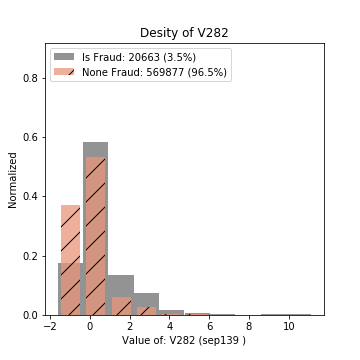 Desity of V282
Is Fraud: 20663 (3.5%)
None Fraud: 569877 (96.5%)
0.8
0.6
0.4
0.2
0.0
Normalized
−2
0
2
4
6
8
10
Value of: V282 (sep139 )